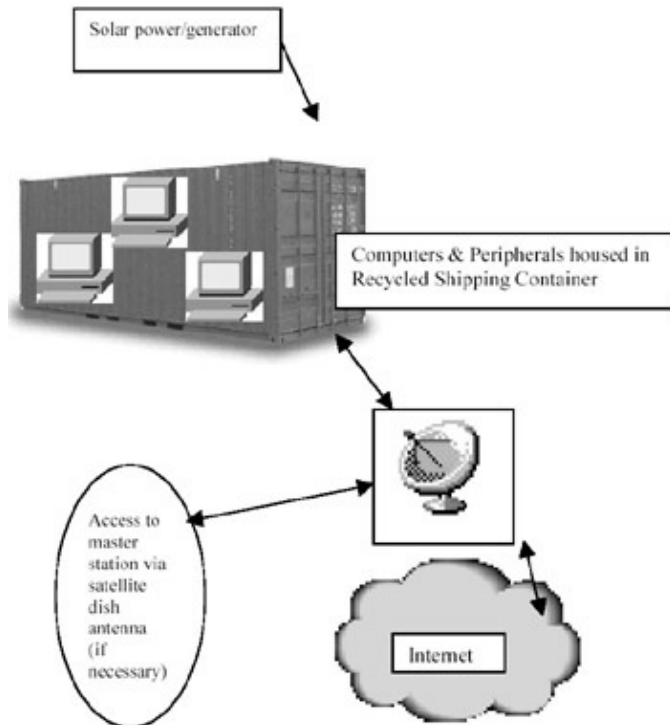 Solar power/generator
Computers & Peripherals housed in
Recycled Shipping Container
Access to
master
station via
satellite
dish
antenna
(if
necessary)
Internet